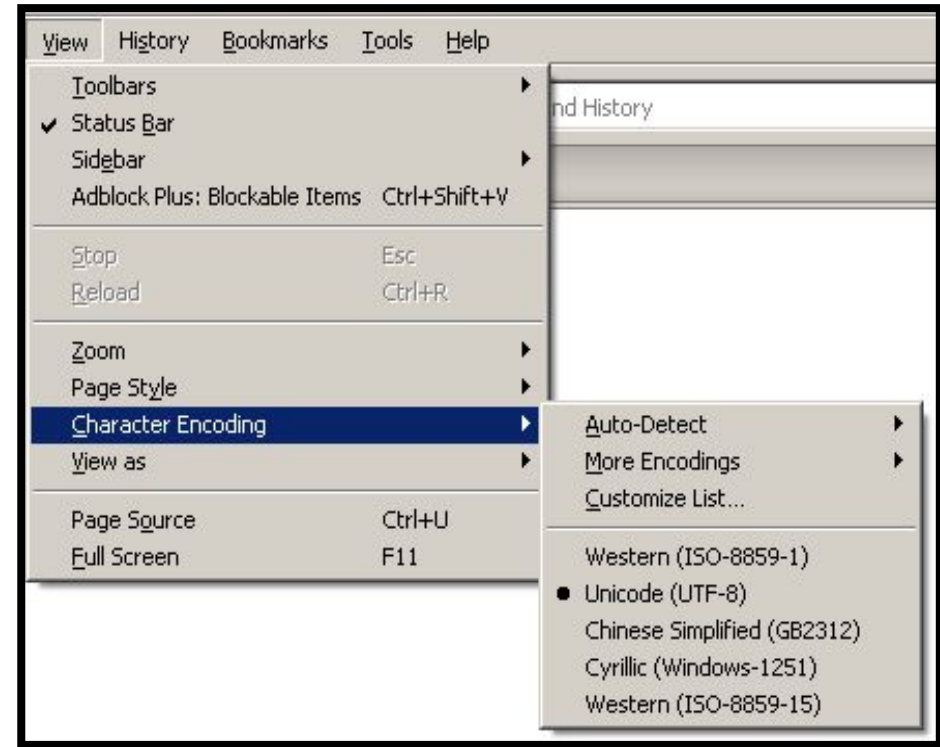 View History Bookmarks Tools Help
Toolbars
nd History
✓ Status Bar
Sidebar
Adblock Plus: Blockable Items Ctrl+Shift+V
Stop Esc
Reload Ctrl+R
Zoom
Page Style
Character Encoding
View as
Page Source Ctrl+U
Full Screen F11
Auto-Detect
More Encodings
Customize List...
Western (ISO-8859-1)
● Unicode (UTF-8)
Chinese Simplified (GB2312)
Cyrillic (Windows-1251)
Western (ISO-8859-15)